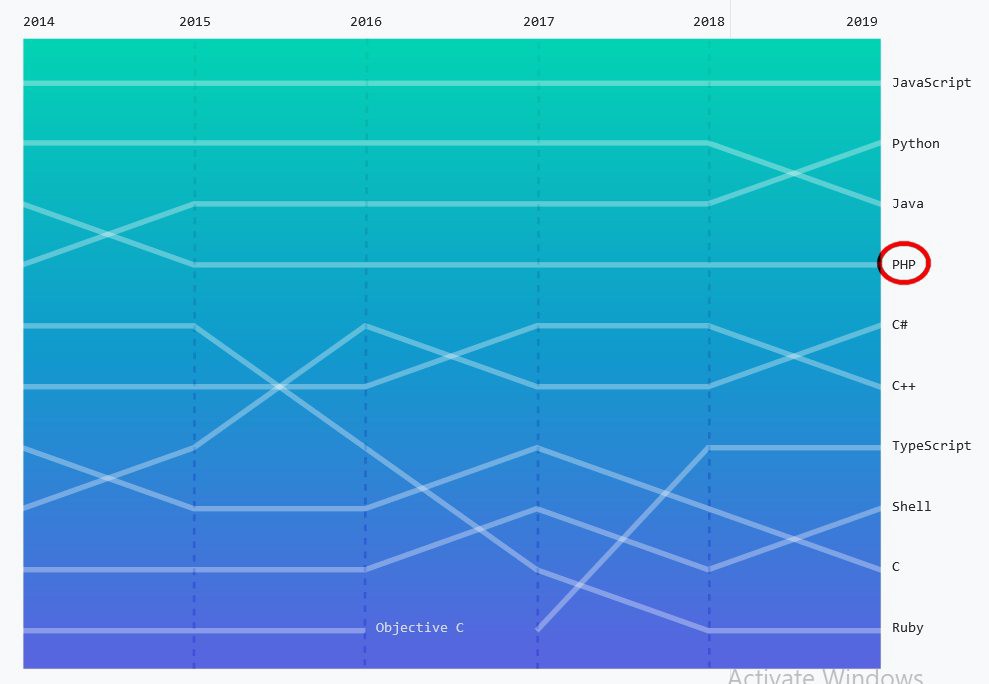 2014 2015 2016 2017 2018 2019
JavaScript
Python
Java
PHP
C#
C++
TypeScript
Shell
C
Objective C Ruby
Activate Windows